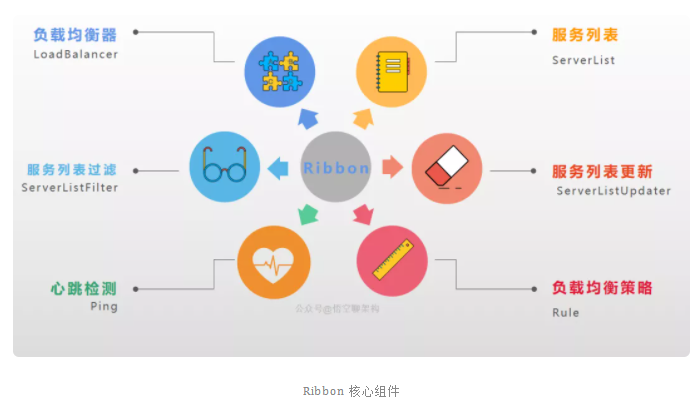 负载均衡器
LoadBalancer
服务列表
ServerList
服务列表过滤
ServerListFilter
Ribbon
服务列表更新
ServerListUpdater
心跳检测
Ping
负载均衡策略
Rule
公众号@悟空聊架构
Ribbon 核心组件